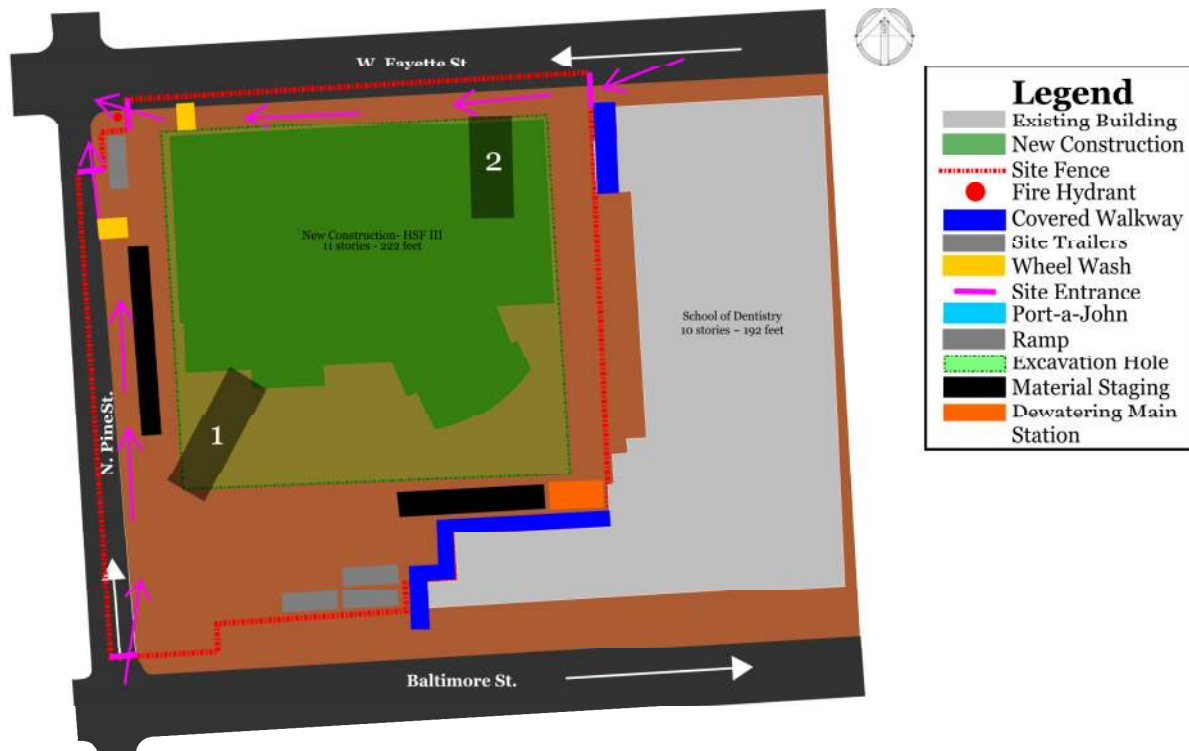 W. Fayette St.
2
New Construction- HSF III
11 stories - 222 feet
School of Dentistry
10 stories – 192 feet
N. PineSt.
1
Baltimore St.
Legend
Existing Building
New Construction
Site Fence
Fire Hydrant
Covered Walkway
Site Trailers
Wheel Wash
Site Entrance
Port-a-John
Ramp
Excavation Hole
Material Staging
Dewatering Main
Station